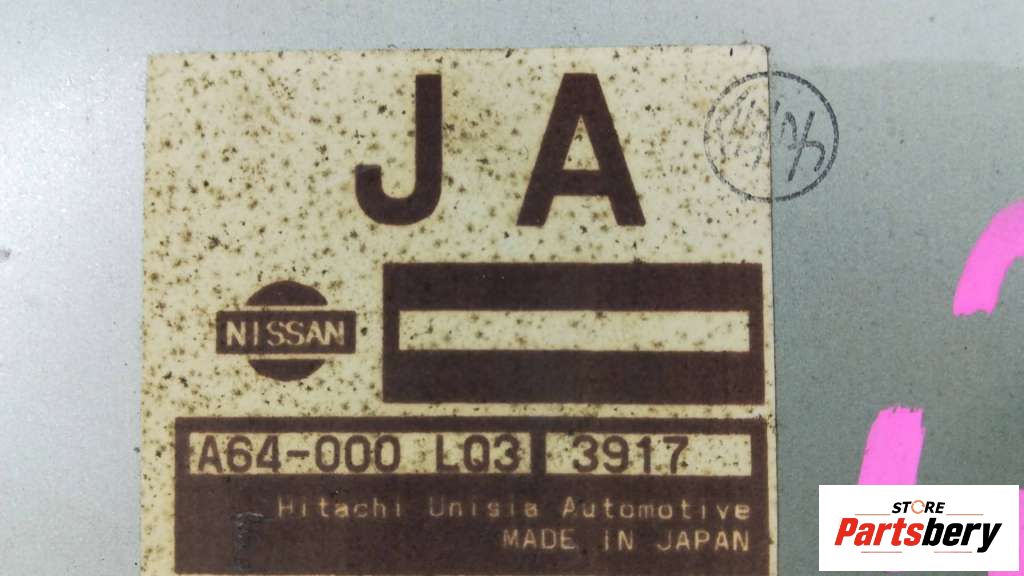 JA
NISSAN
A64-000 LQ3 3917
Hitachi Unisia Automotive
MADE IN JAPAN
STORE
Partsbery